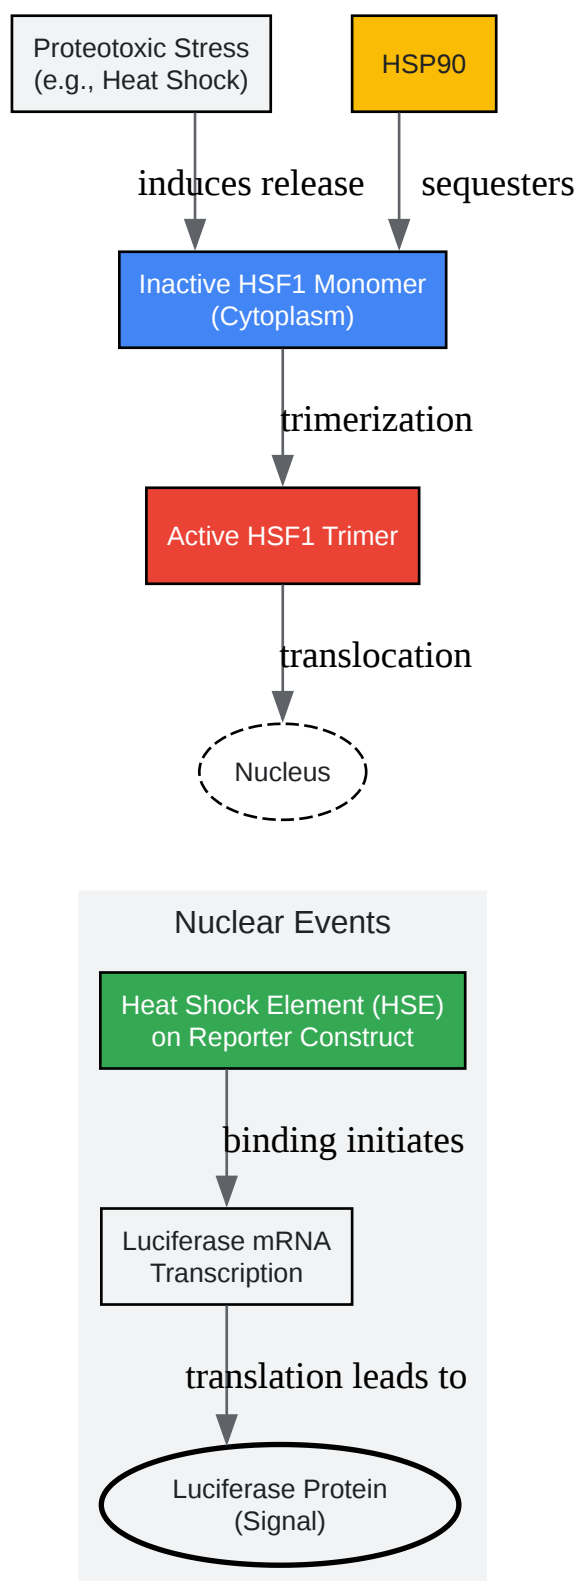 Proteotoxic Stress
(e.g., Heat Shock)
HSP90
induces release
sequesters
Inactive HSF1 Monomer
(Cytoplasm)
trimerization
Active HSF1 Trimer
translocation
Nucleus
Nuclear Events
Heat Shock Element (HSE)
on Reporter Construct
binding initiates
Luciferase mRNA
Transcription
translation leads to
Luciferase Protein
(Signal)